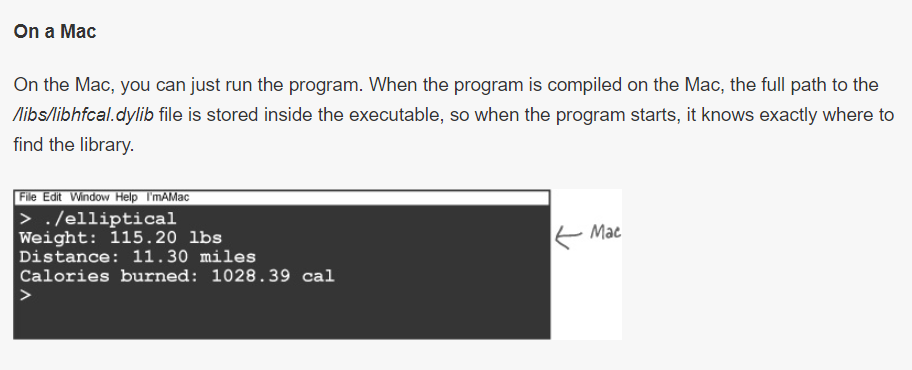 On a Mac
On the Mac, you can just run the program. When the program is compiled on the Mac, the full path to the
/libs/libhfcal.dylib file is stored inside the executable, so when the program starts, it knows exactly where to
find the library.
File Edit Window Help I'mAMac
> ./elliptical
Weight: 115.20 lbs
← Mac
Distance: 11.30 miles
Calories burned: 1028.39 cal
>